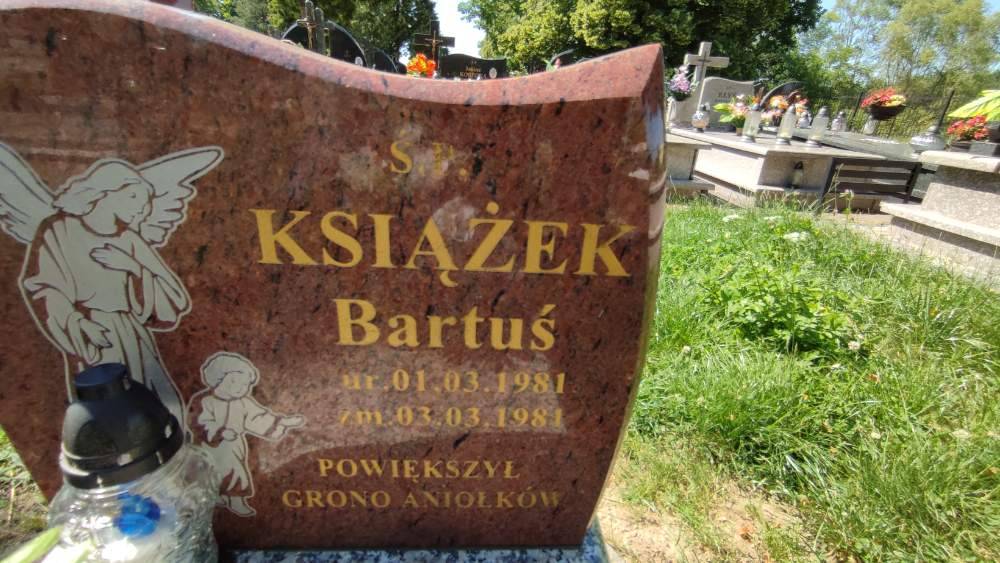 Ś.P.
KSIĄŻEK
Bartuś
ur.01.03.1981
zm.03.03.1981
POWIĘKSZYŁ
GRONO ANIOŁKÓW